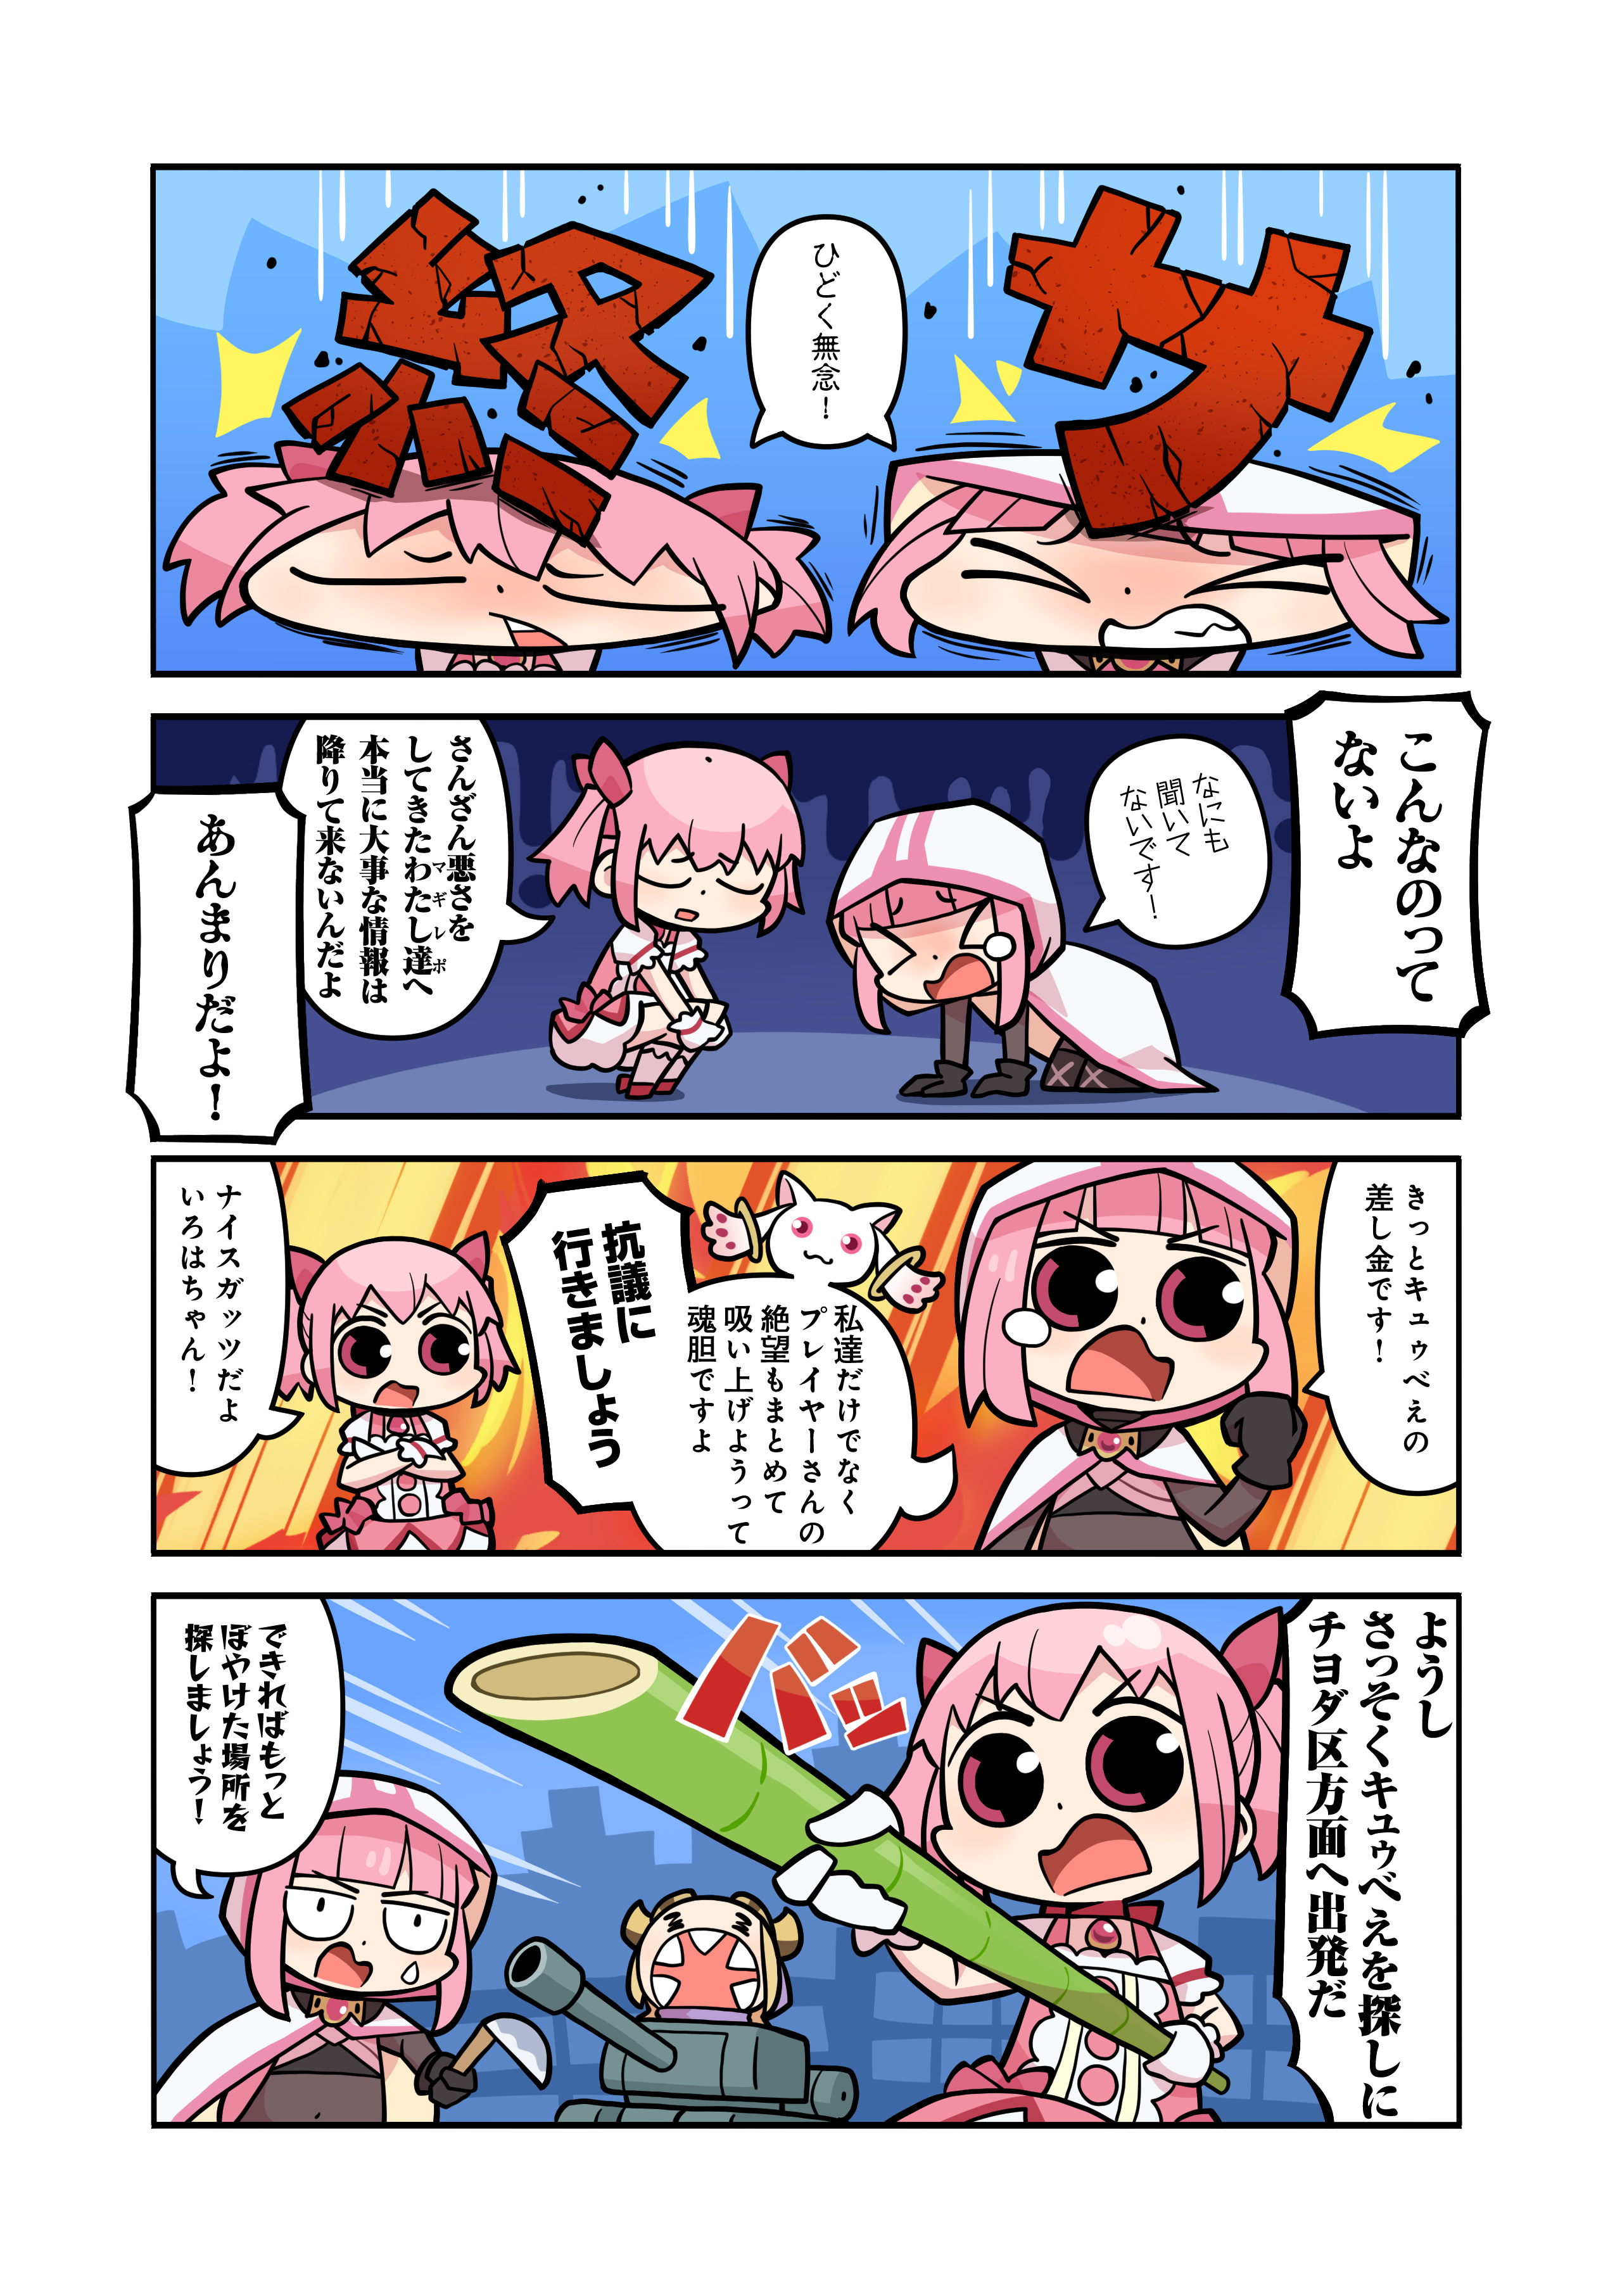 サ
終
ひどく無念！
こんなのって
ないよ
なにも
聞いて
ないです！
さんざん悪さを
してきたわたし達へ
マギレポ
本当に大事な情報は
降りて来ないんだよ
あんまりだよ！
きっとキュゥべえの
差し金です！
私達だけでなく
プレイヤーさんの
絶望もまとめて
吸い上げようって
魂胆ですよ
抗議に
行きましょう
ナイスガッツだよ
いろはちゃん！
ようし
さっそくキュゥべえを探しに
チヨダ区方面へ出発だ
バッ
できればもっと
ぼやけた場所を
探しましょう！